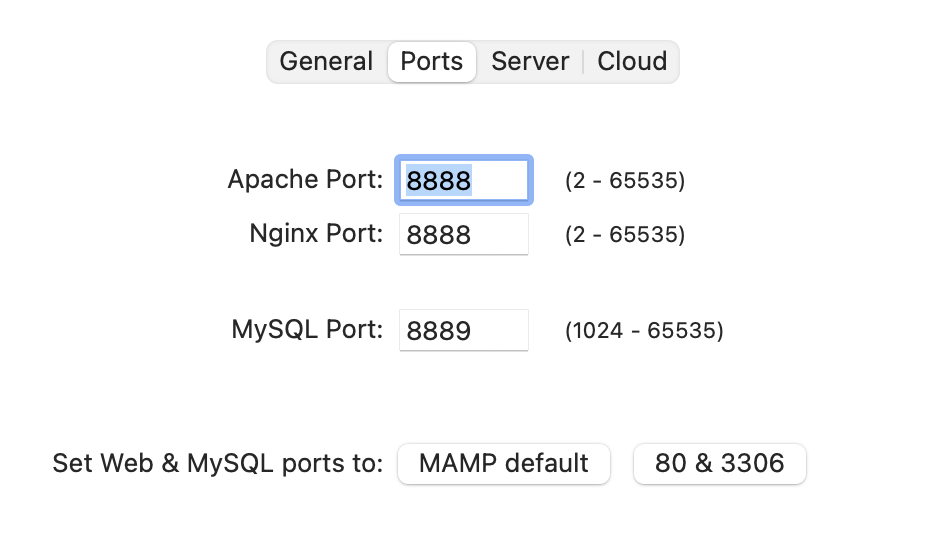 General Ports Server Cloud
Apache Port: 8888 (2 - 65535)
Nginx Port: 8888 (2 - 65535)
MySQL Port: 8889 (1024 - 65535)
Set Web & MySQL ports to: MAMP default 80 & 3306